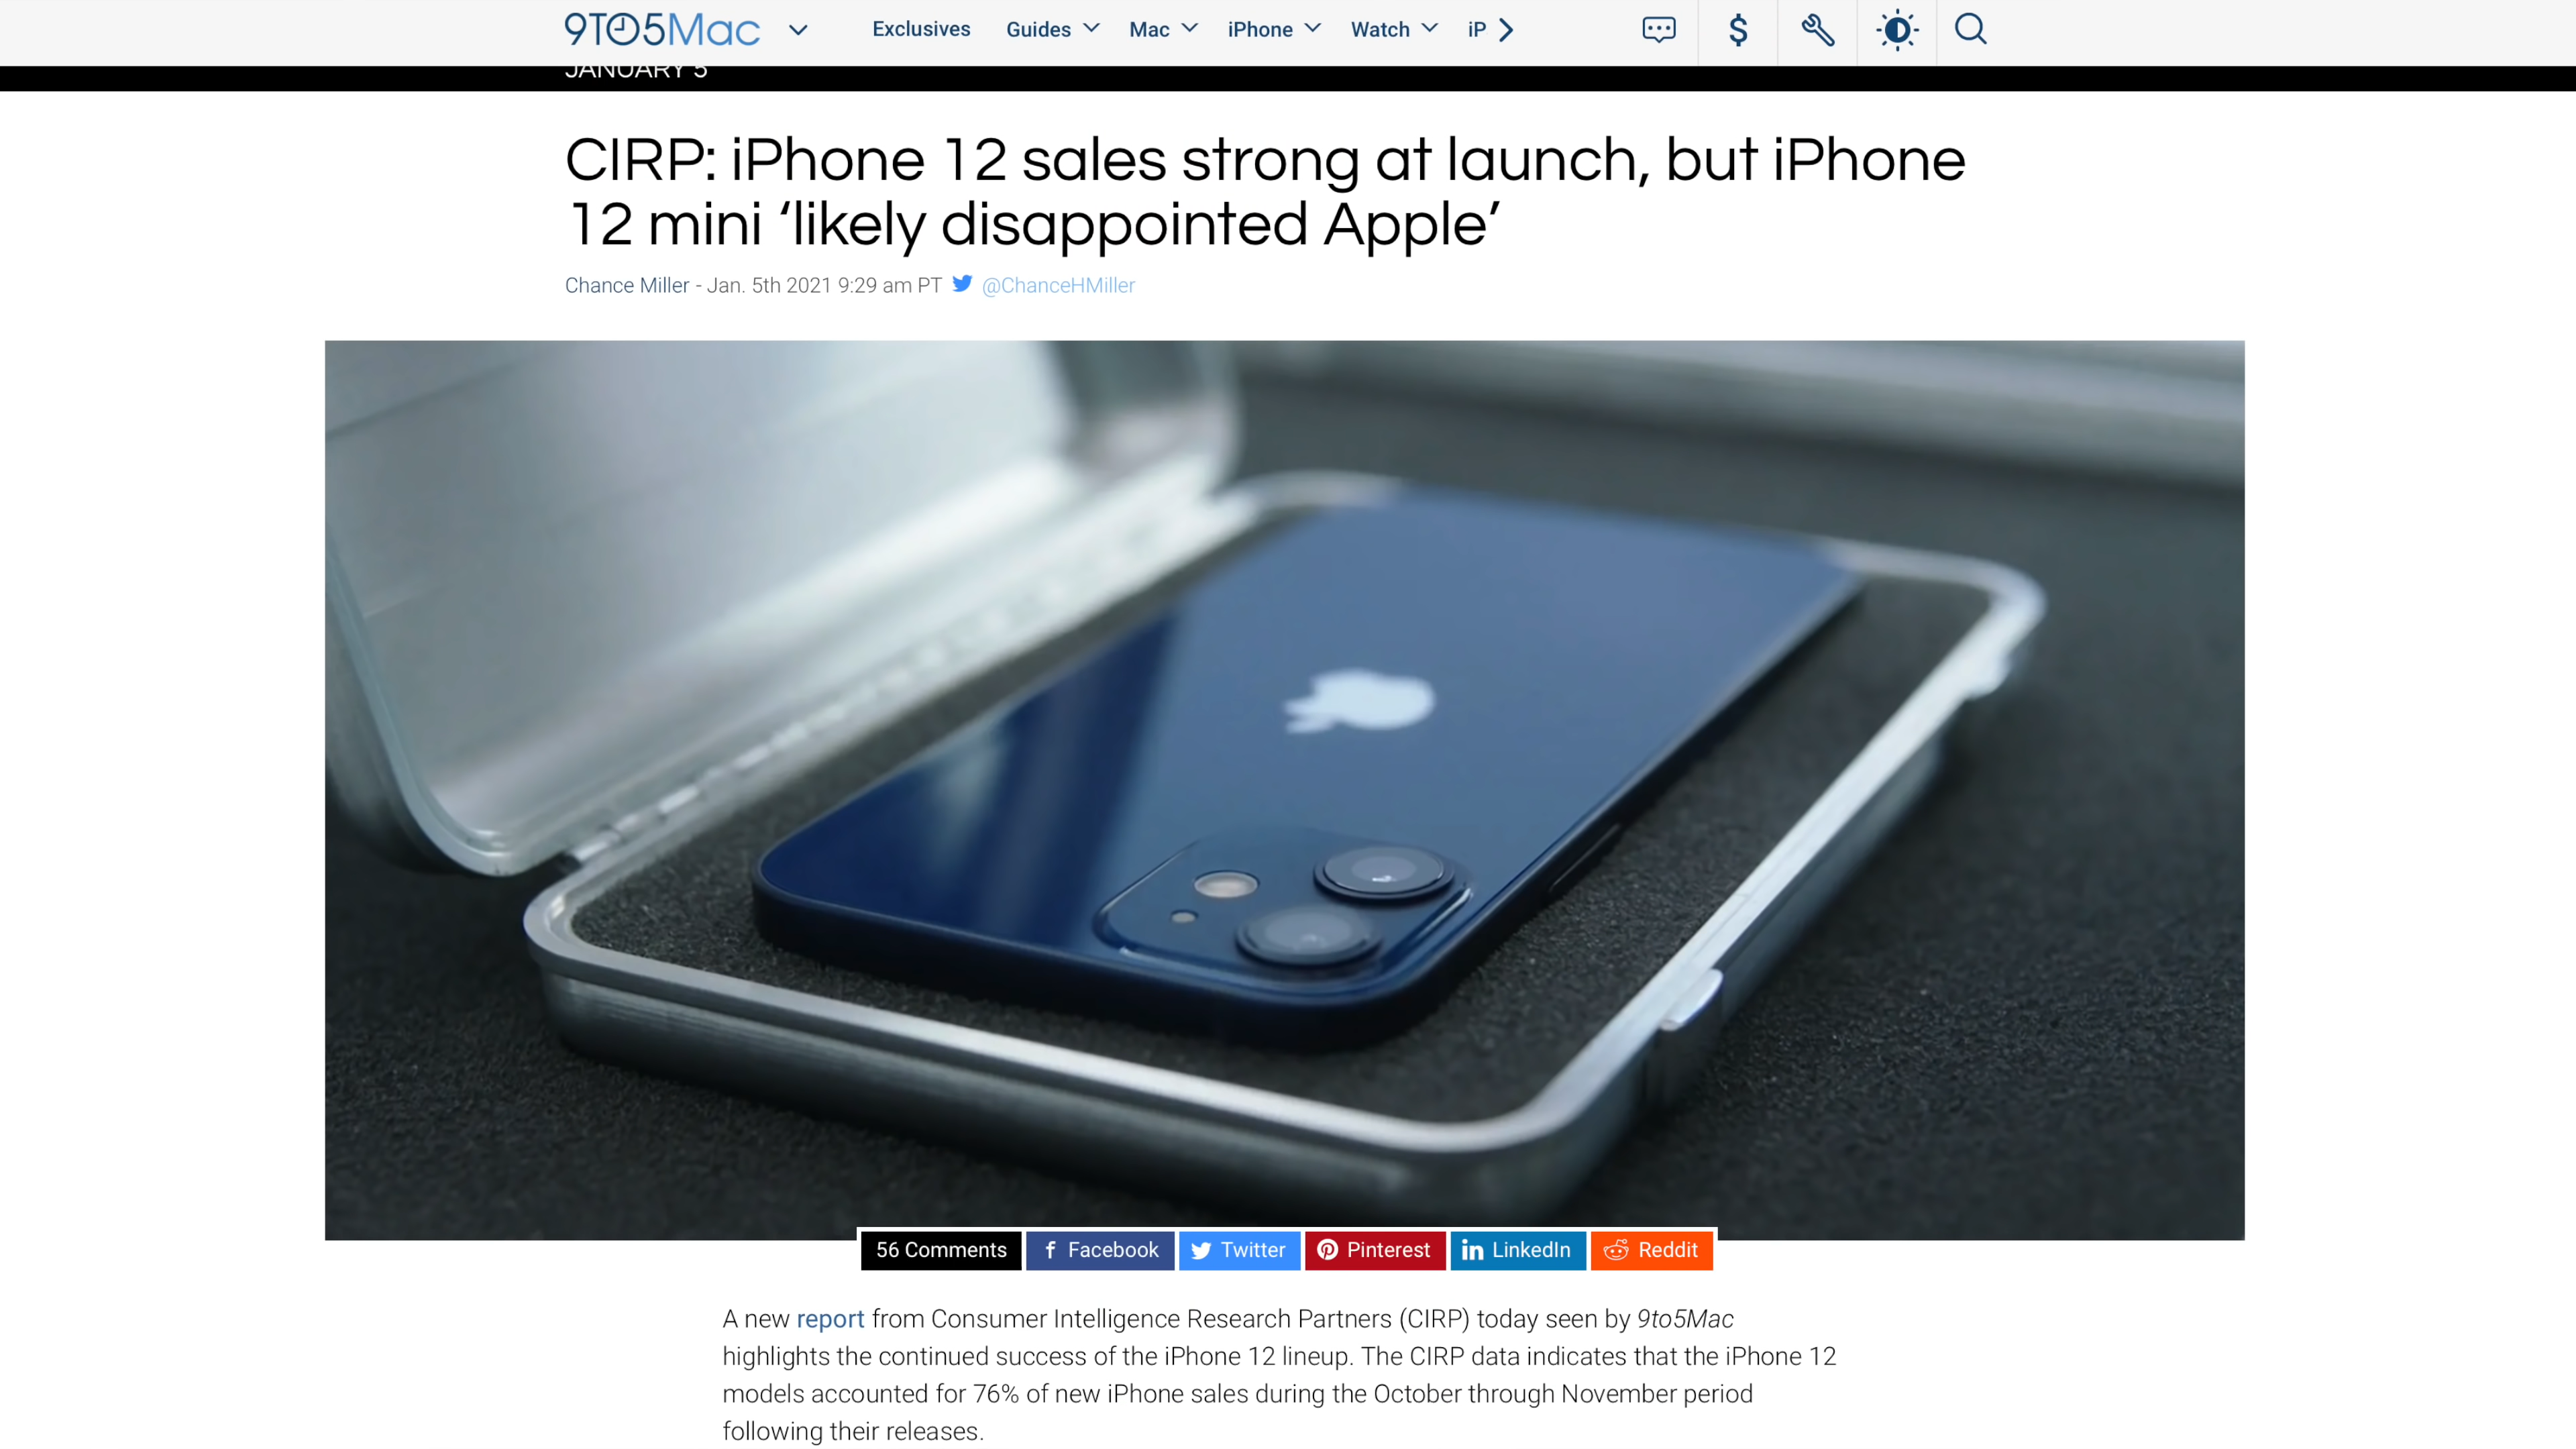 9TO5Mac
Exclusives Guides Mac iPhone Watch iP $
JANUARY 5
CIRP: iPhone 12 sales strong at launch, but iPhone
12 mini ‘likely disappointed Apple’
Chance Miller - Jan. 5th 2021 9:29 am PT @ChanceHMiller
56 Comments Facebook Twitter Pinterest LinkedIn Reddit
A new report from Consumer Intelligence Research Partners (CIRP) today seen by 9to5Mac
highlights the continued success of the iPhone 12 lineup. The CIRP data indicates that the iPhone 12
models accounted for 76% of new iPhone sales during the October through November period
following their releases.